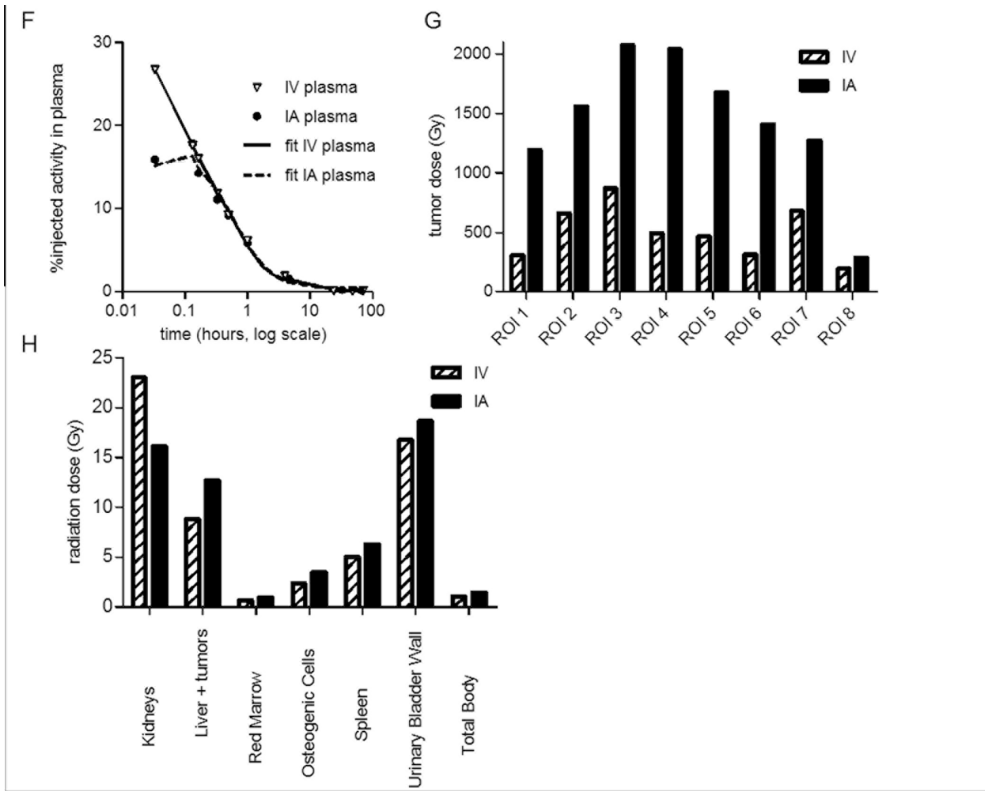 F
%injected activity in plasma
30
20
10
0
0.01 0.1 1 10 100
time (hours, log scale)
IV plasma
IA plasma
fit IV plasma
fit IA plasma
G
tumor dose (Gy)
2000
1500
1000
500
0
ROI 1 ROI 2 ROI 3 ROI 4 ROI 5 ROI 6 ROI 7 ROI 8
IV
IA
H
radiation dose (Gy)
25
20
15
10
5
0
Kidneys
Liver + tumors
Red Marrow
Osteogenic Cells
Spleen
Urinary Bladder Wall
Total Body
IV
IA